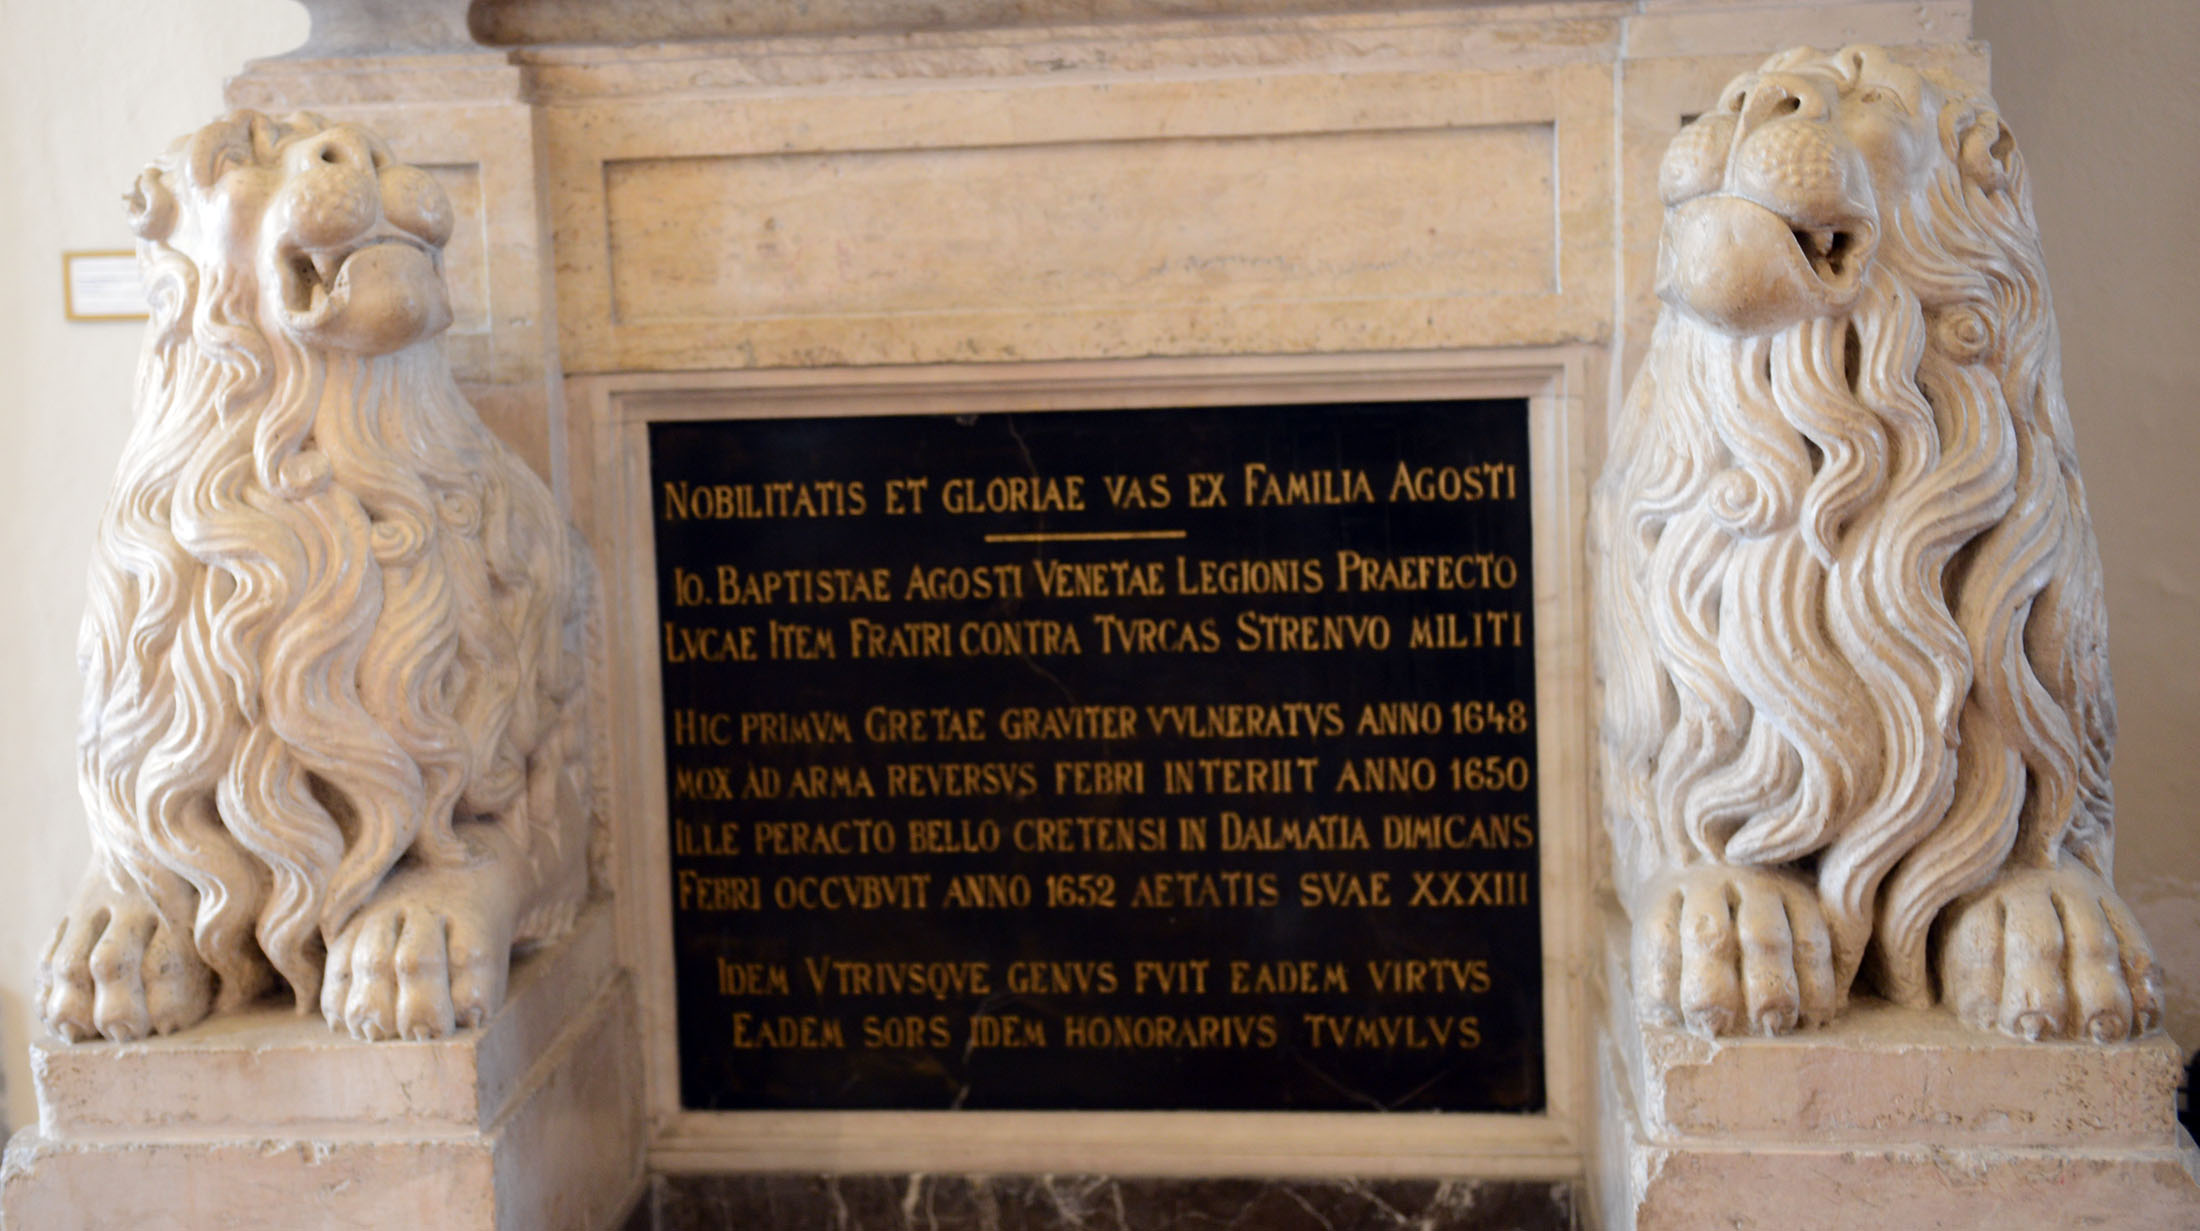 NOBILITATIS ET GLORIAE VAS EX FAMILIA AGOSTI
IO. BAPTISTAE AGOSTI VENETAE LEGIONIS PRAEFECTO
LVCAE ITEM FRATRI CONTRA TVRCAS STRENVO MILITI
HIC PRIMVM GRETAE GRAVITER VVLNERATVS ANNO 1648
MOX AD ARMA REVERSVS FEBRI INTERIIT ANNO 1650
ILLE PERACTO BELLO CRETENSI IN DALMATIA DIMICANS
FEBRI OCCVBVIT ANNO 1652 AETATIS SVAE XXXIII
IDEM VTRIVSQVE GENVS FVIT EADEM VIRTVS
EADEM SORS IDEM HONORARIVS TVMVLVS